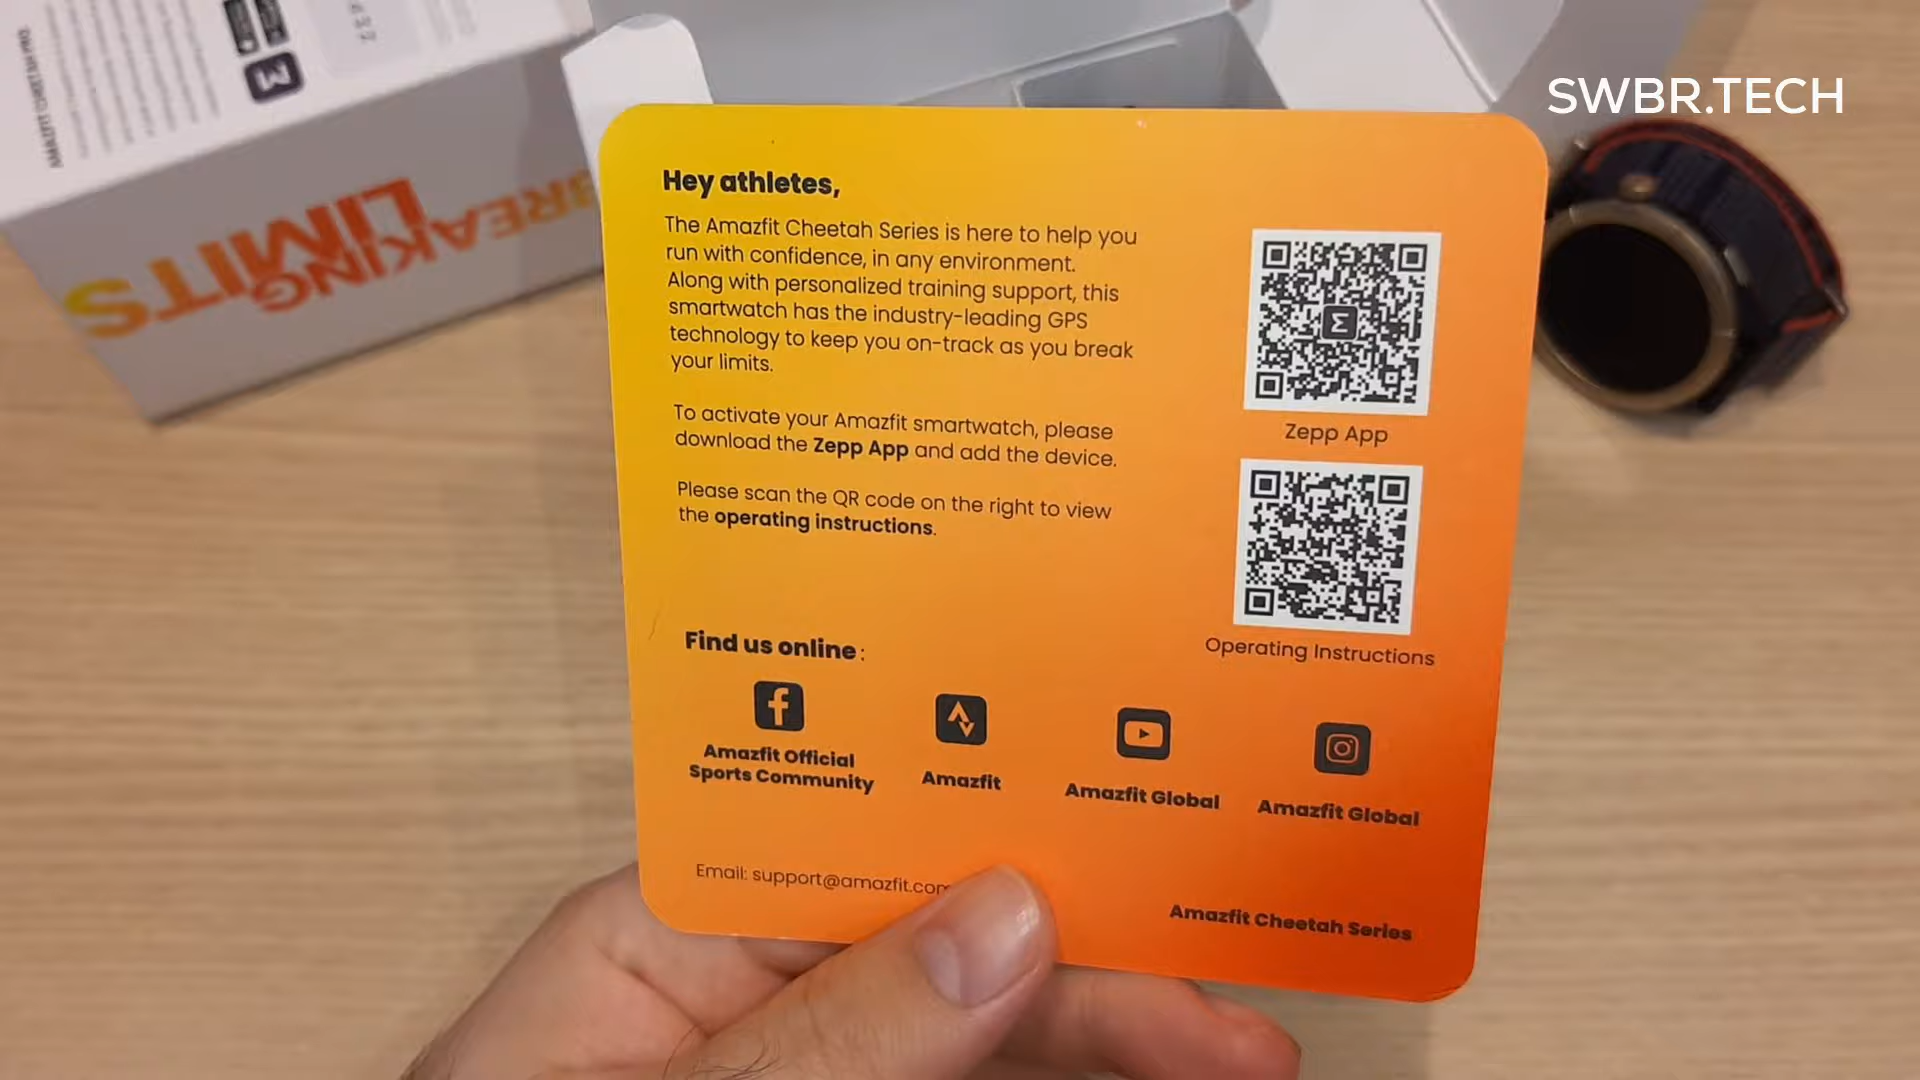 SWBR.TECH
BREAKING
LIMITS
Hey athletes,
The Amazfit Cheetah Series is here to help you
run with confidence, in any environment.
Along with personalized training support, this
smartwatch has the industry-leading GPS
technology to keep you on-track as you break
your limits.
To activate your Amazfit smartwatch, please
download the Zepp App and add the device.
Please scan the QR code on the right to view
the operating instructions.
Zepp App
Operating Instructions
Find us online:
Amazfit Official
Sports Community
Amazfit
Amazfit Global
Amazfit Global
Email: support@amazfit.com
Amazfit Cheetah Series